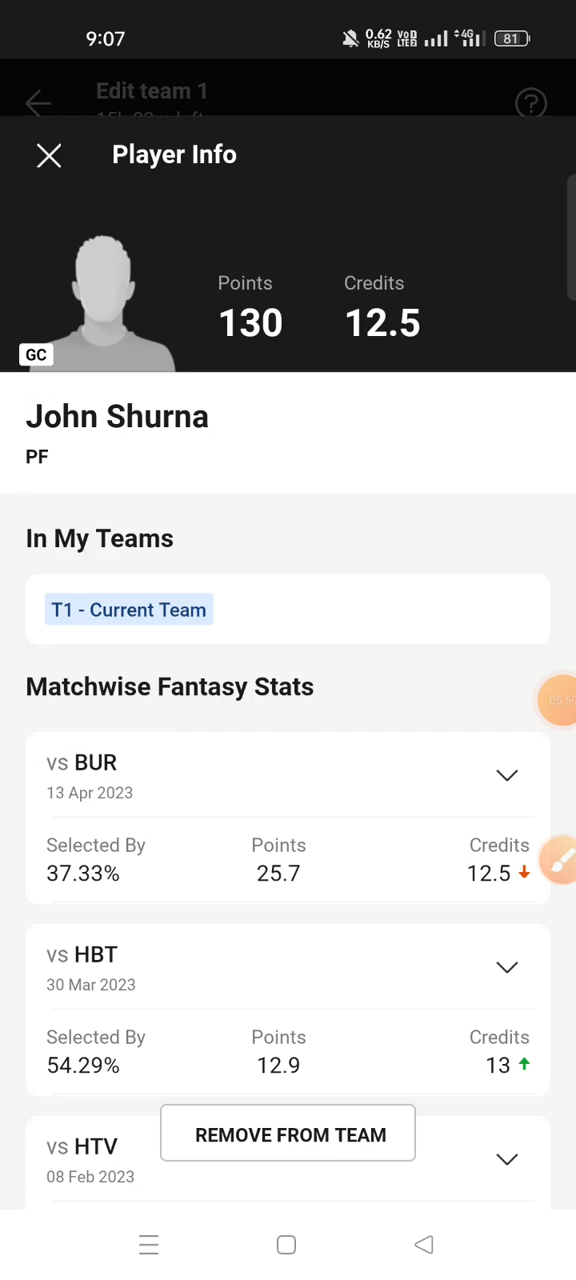 9:07
0.62 KB/S VoD LTE2 4G 81
Edit team 1
Player Info
Points
Credits
130
12.5
GC
John Shurna
PF
In My Teams
T1 - Current Team
Matchwise Fantasy Stats
vs BUR
13 Apr 2023
Selected By Points Credits
37.33% 25.7 12.5
vs HBT
30 Mar 2023
Selected By Points Credits
54.29% 12.9 13
REMOVE FROM TEAM
vs HTV
08 Feb 2023